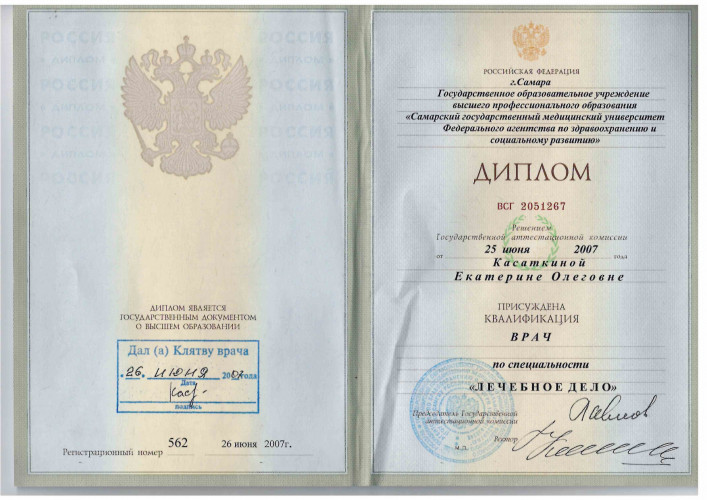 РОССИЯ
РОССИЯ
ДИПЛОМ ЯВЛЯЕТСЯ
ГОСУДАРСТВЕННЫМ ДОКУМЕНТОМ
О ВЫСШЕМ ОБРАЗОВАНИИ
Дал (а) Клятву врача
«26» июня 2007 года
Дата
подпись
Регистрационный номер 562 26 июня 2007г.
РОССИЙСКАЯ ФЕДЕРАЦИЯ
г.Самара
Государственное образовательное учреждение
высшего профессионального образования
«Самарский государственный медицинский университет
Федерального агентства по здравоохранению и
социальному развитию»
ДИПЛОМ
ВСГ 2051267
Решением
Государственной аттестационной комиссии
от 25 июня 2007 года
Касаткиной
Екатерине Олеговне
ПРИСУЖДЕНА
КВАЛИФИКАЦИЯ
ВРАЧ
по специальности
«ЛЕЧЕБНОЕ ДЕЛО»
Председатель Государственной
аттестационной комиссии
Ректор
М.П.